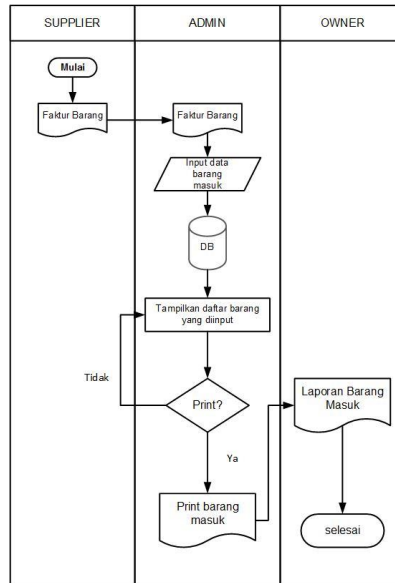 SUPPLIER
ADMIN
OWNER
Mulai
Faktur Barang
Faktur Barang
Input data
barang
masuk
DB
Tampilkan daftar barang
yang diinput
Tidak
Print?
Ya
Laporan Barang
Masuk
Print barang
masuk
selesai